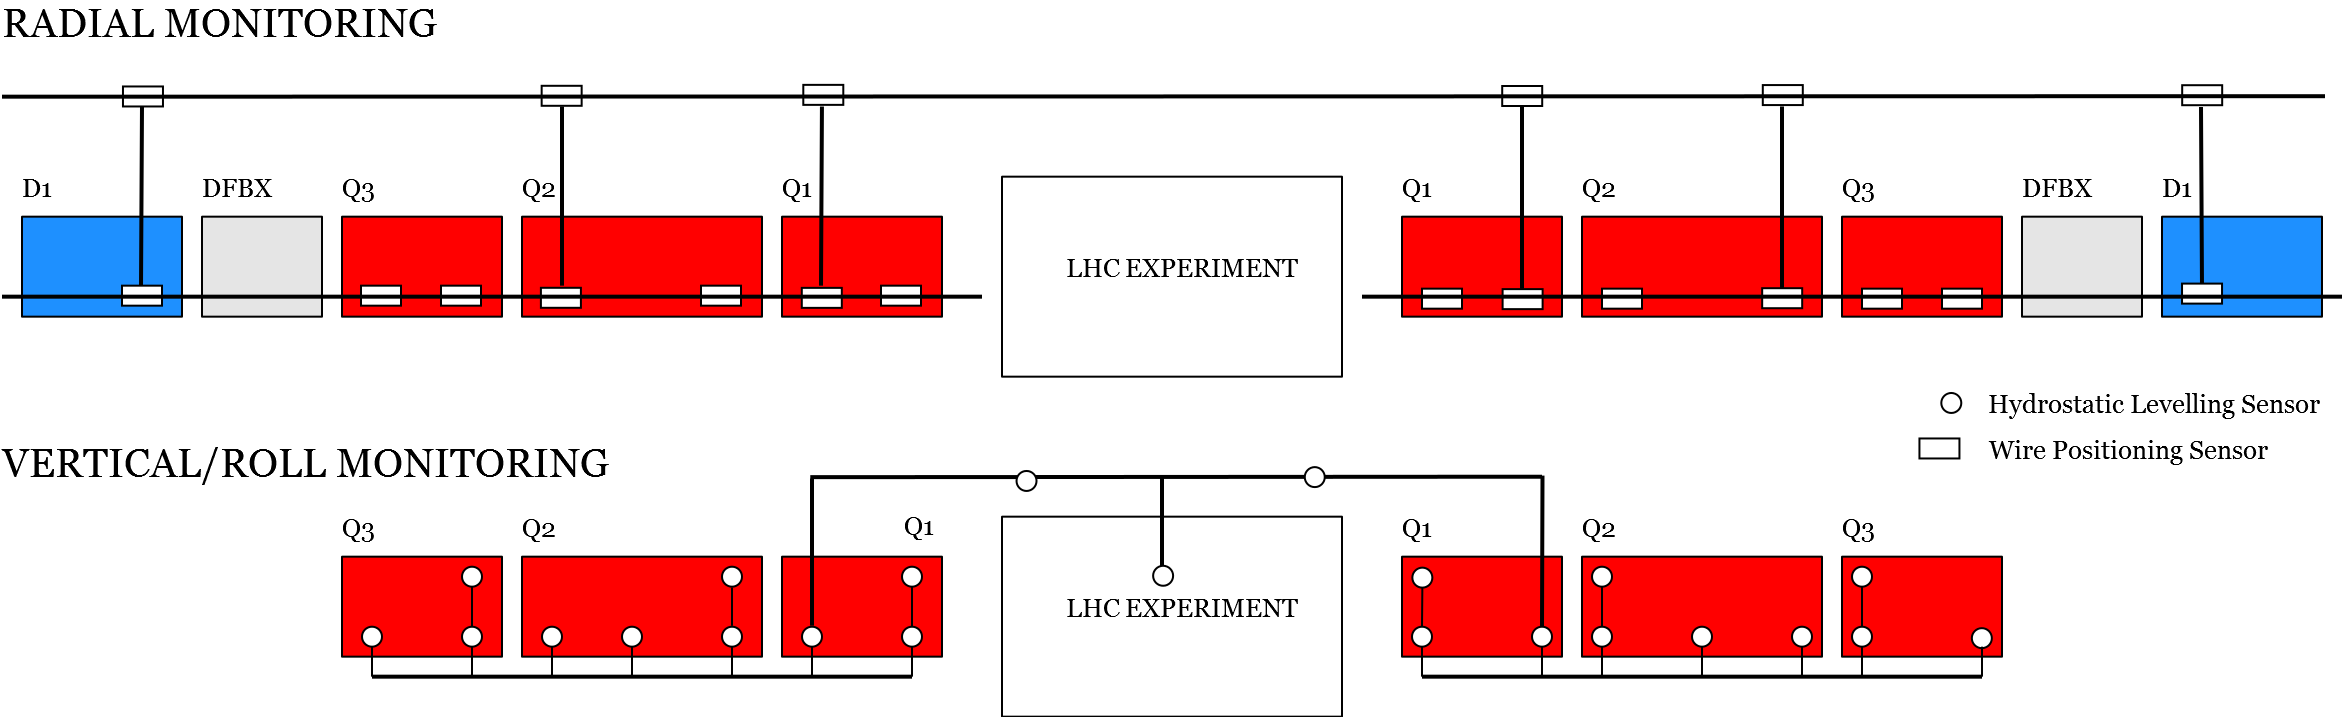 RADIAL MONITORING
D1 DFBX Q3 Q2 Q1 Q1 Q2 Q3 DFBX D1
LHC EXPERIMENT
Hydrostatic Levelling Sensor
Wire Positioning Sensor
VERTICAL/ROLL MONITORING
Q3 Q2 Q1 Q1 Q2 Q3
LHC EXPERIMENT